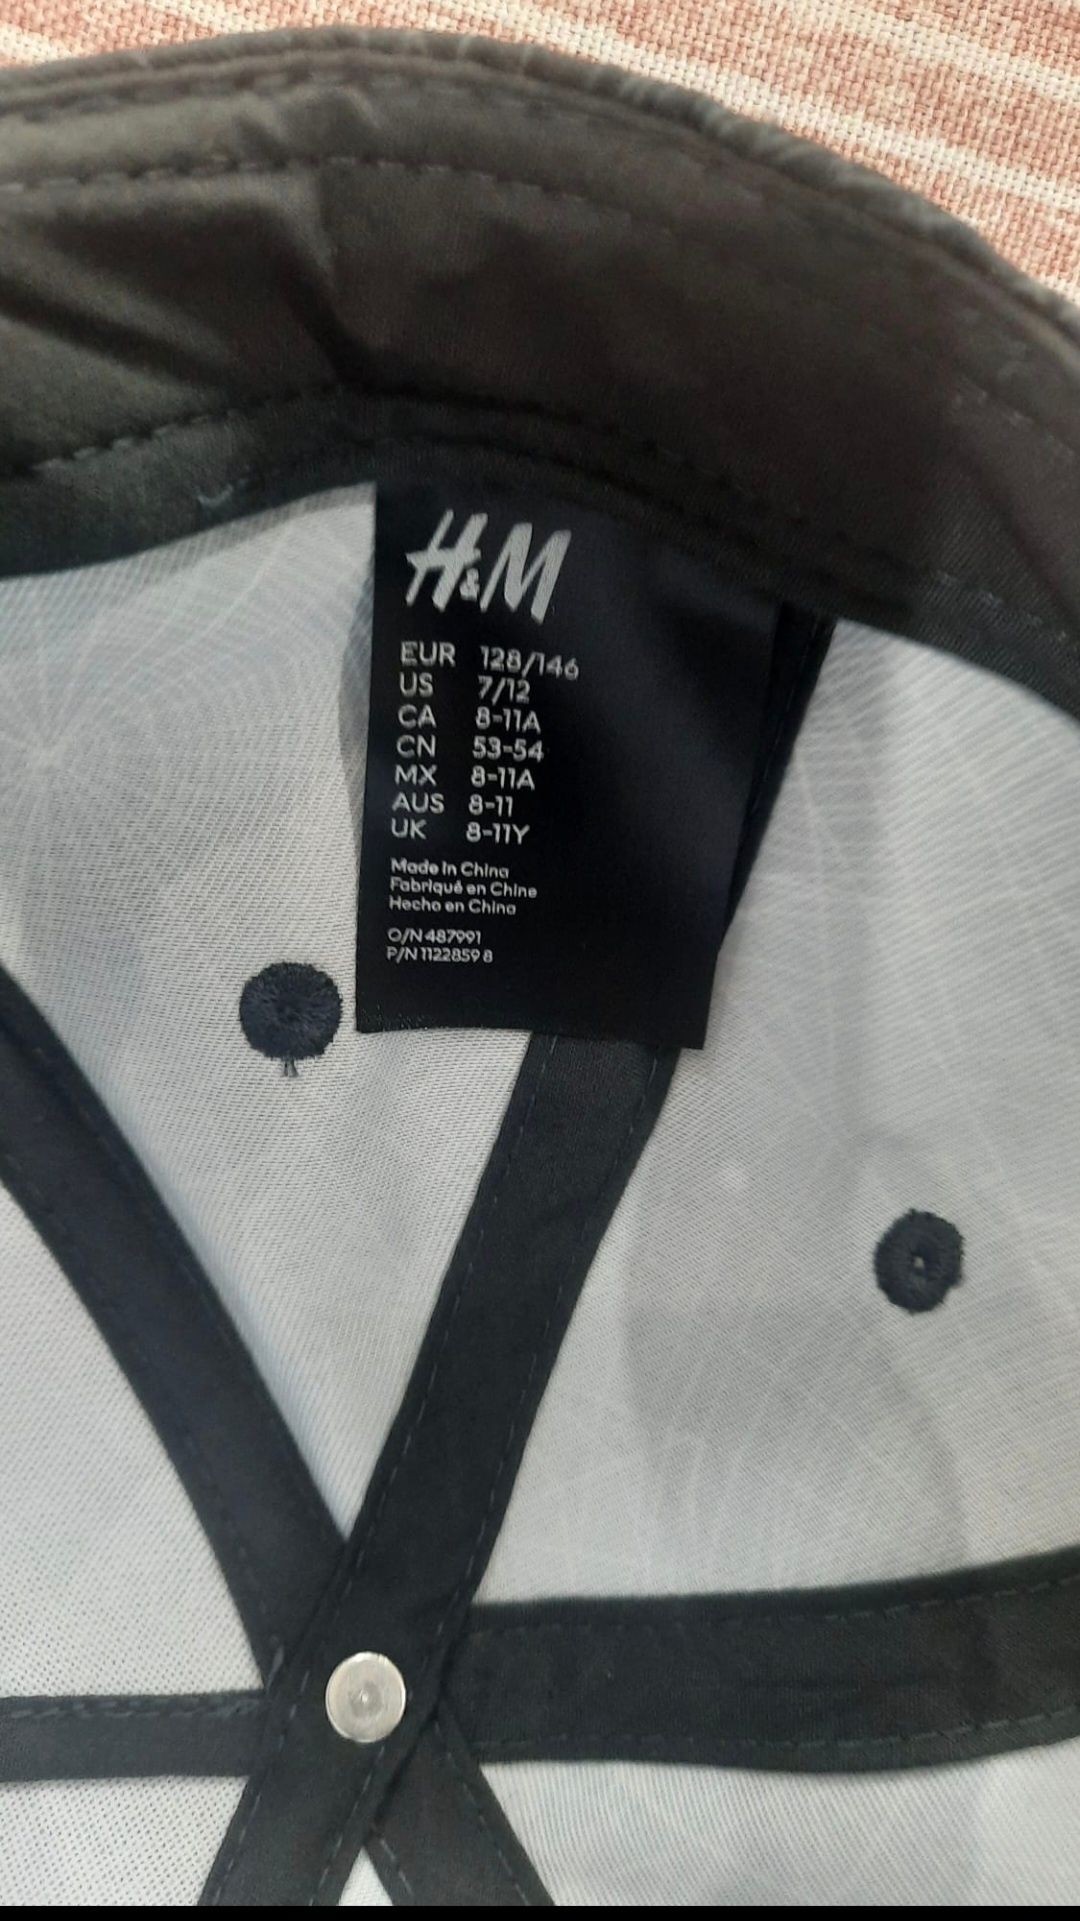 H&M
EUR 128/146
US 7/12
CA 8-11A
CN 53-54
MX 8-11A
AUS 8-11
UK 8-11Y
Made in China
Fabriqué en Chine
Hecho en China
O/N 487991
P/N 1122859 8